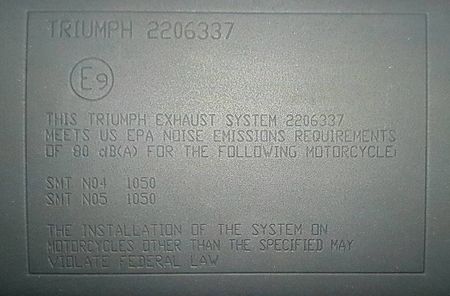 TRIUMPH 2206337
E9
THIS TRIUMPH EXHAUST SYSTEM 2206337
MEETS US EPA NOISE EMISSIONS REQUIREMENTS
OF 80 dB(A) FOR THE FOLLOWING MOTORCYCLE:
SMT NO4 1050
SMT NO5 1050
THE INSTALLATION OF THE SYSTEM ON
MOTORCYCLES OTHER THAN THE SPECIFIED MAY
VIOLATE FEDERAL LAW